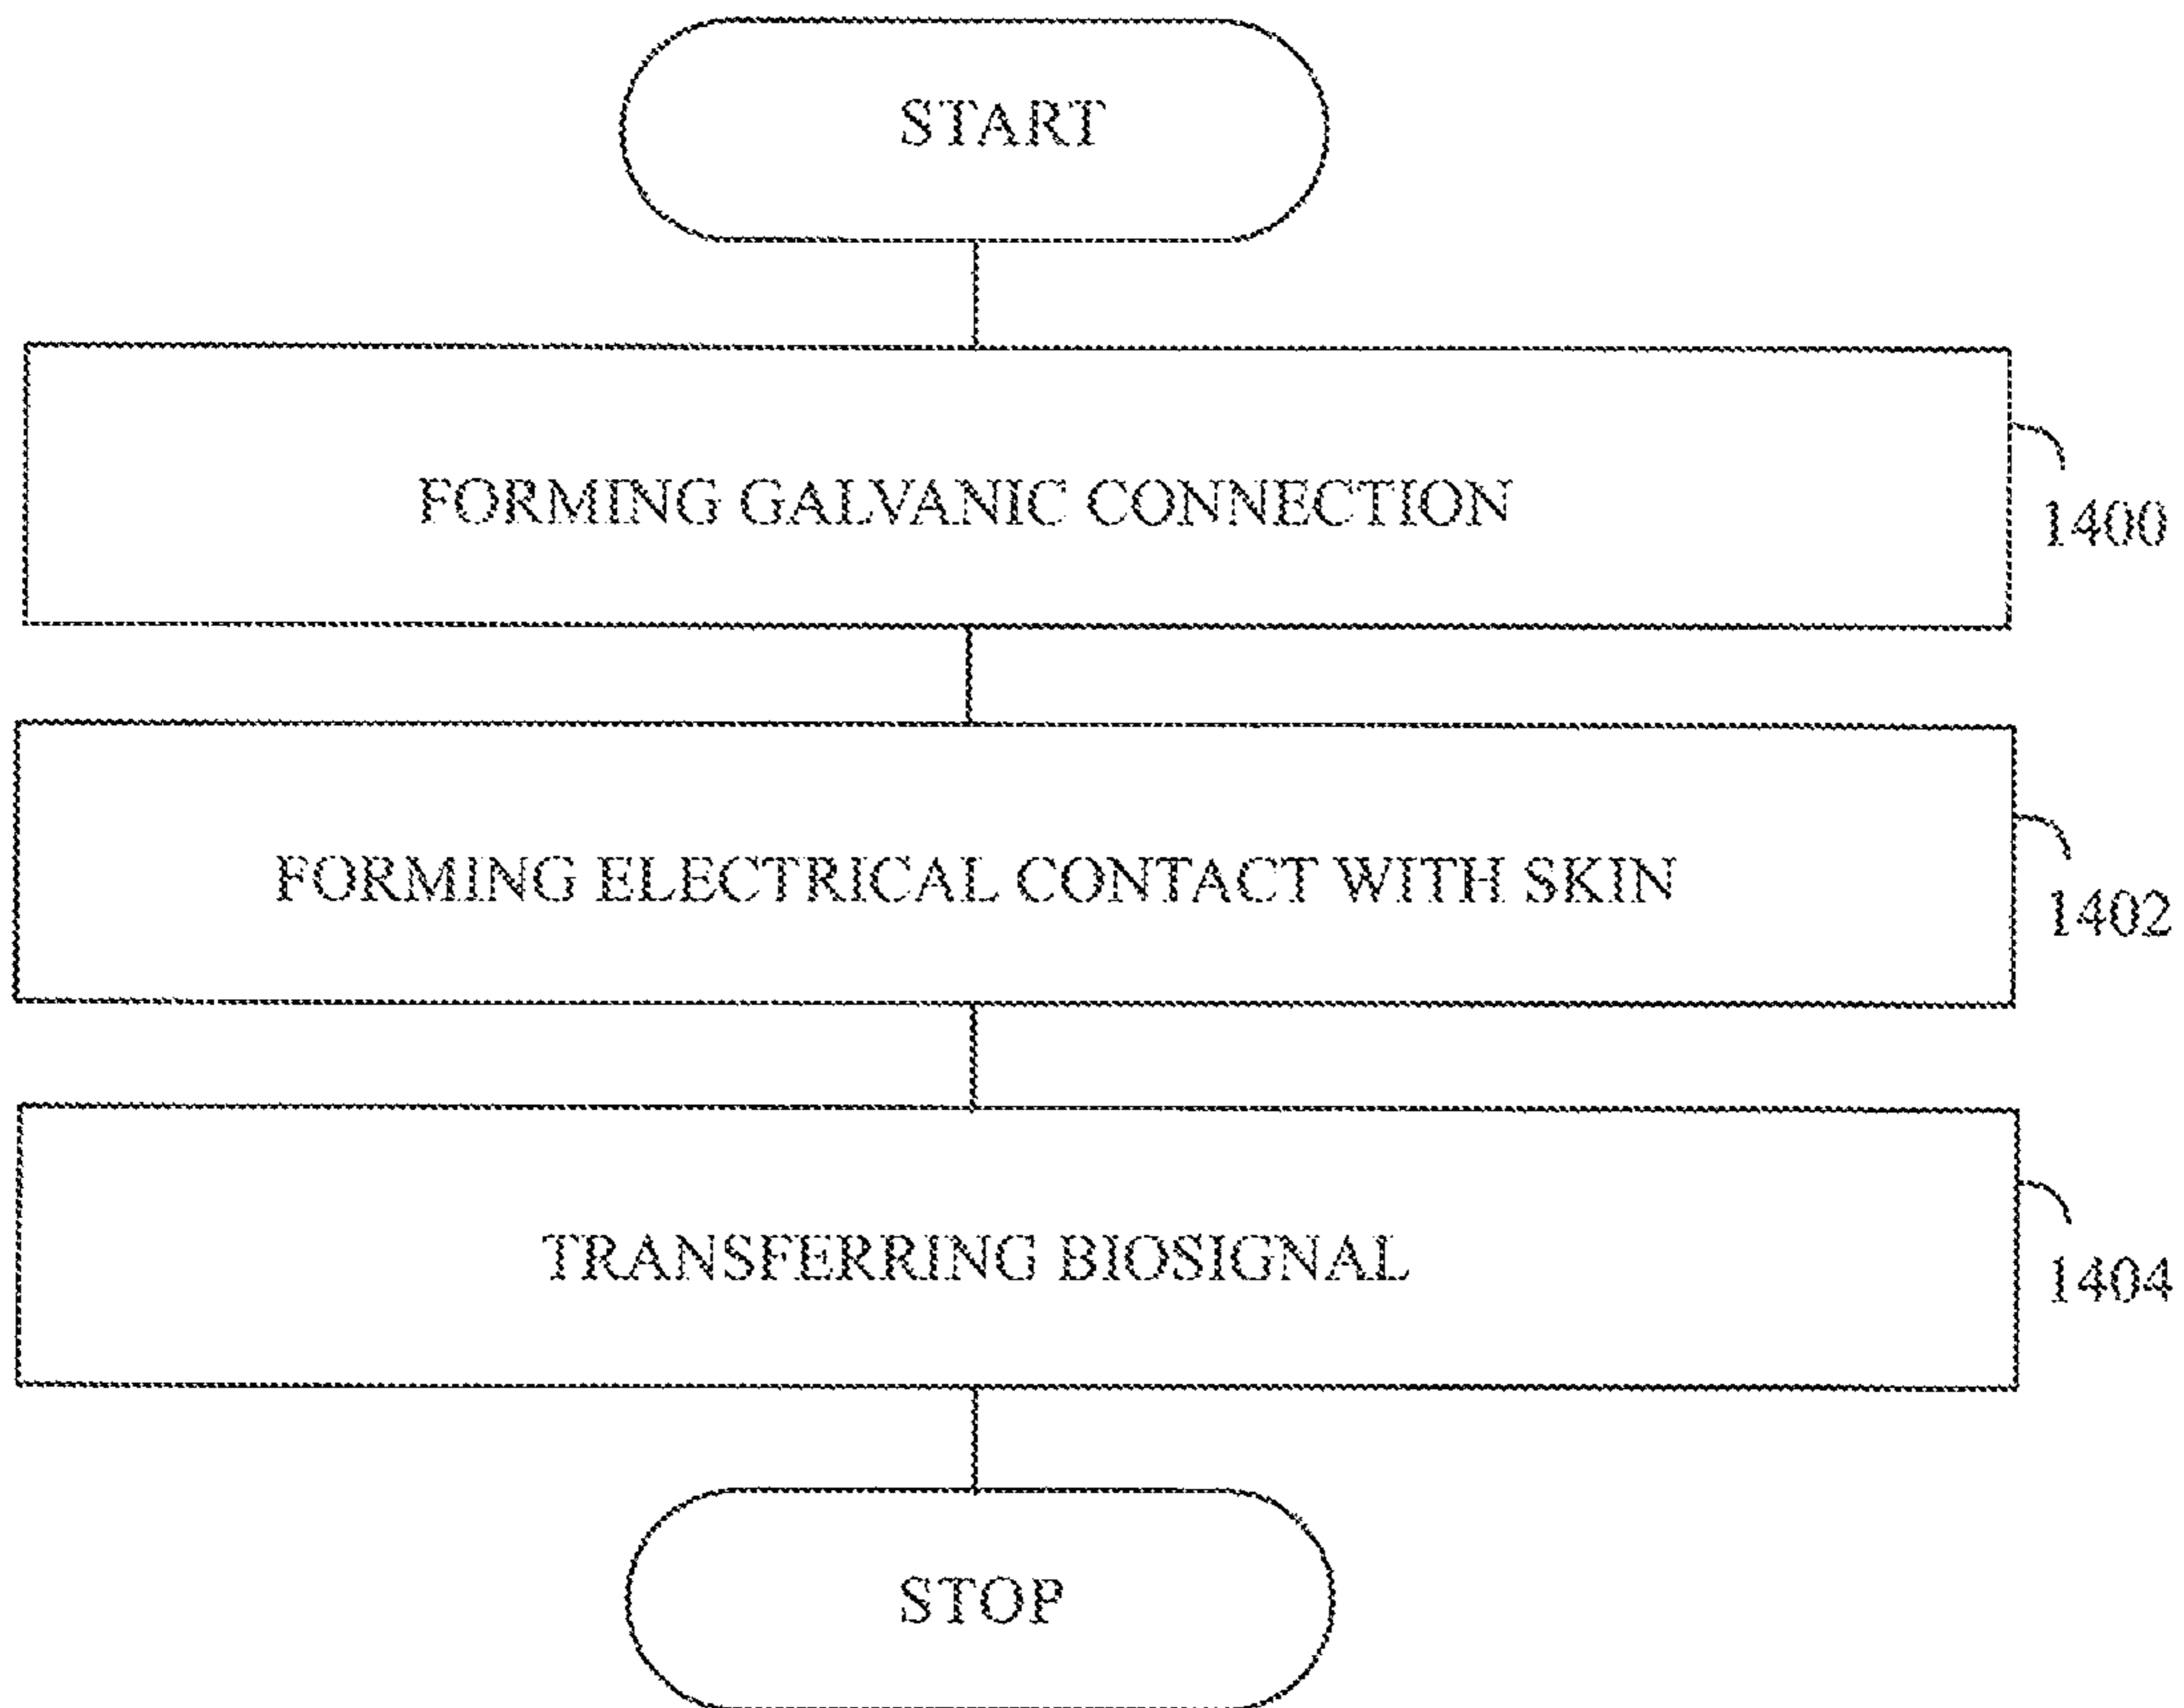 START
FORMING GALVANIC CONNECTION
1400
FORMING ELECTRICAL CONTACT WITH SKIN
1402
TRANSFERRING BIOSIGNAL
1404
STOP